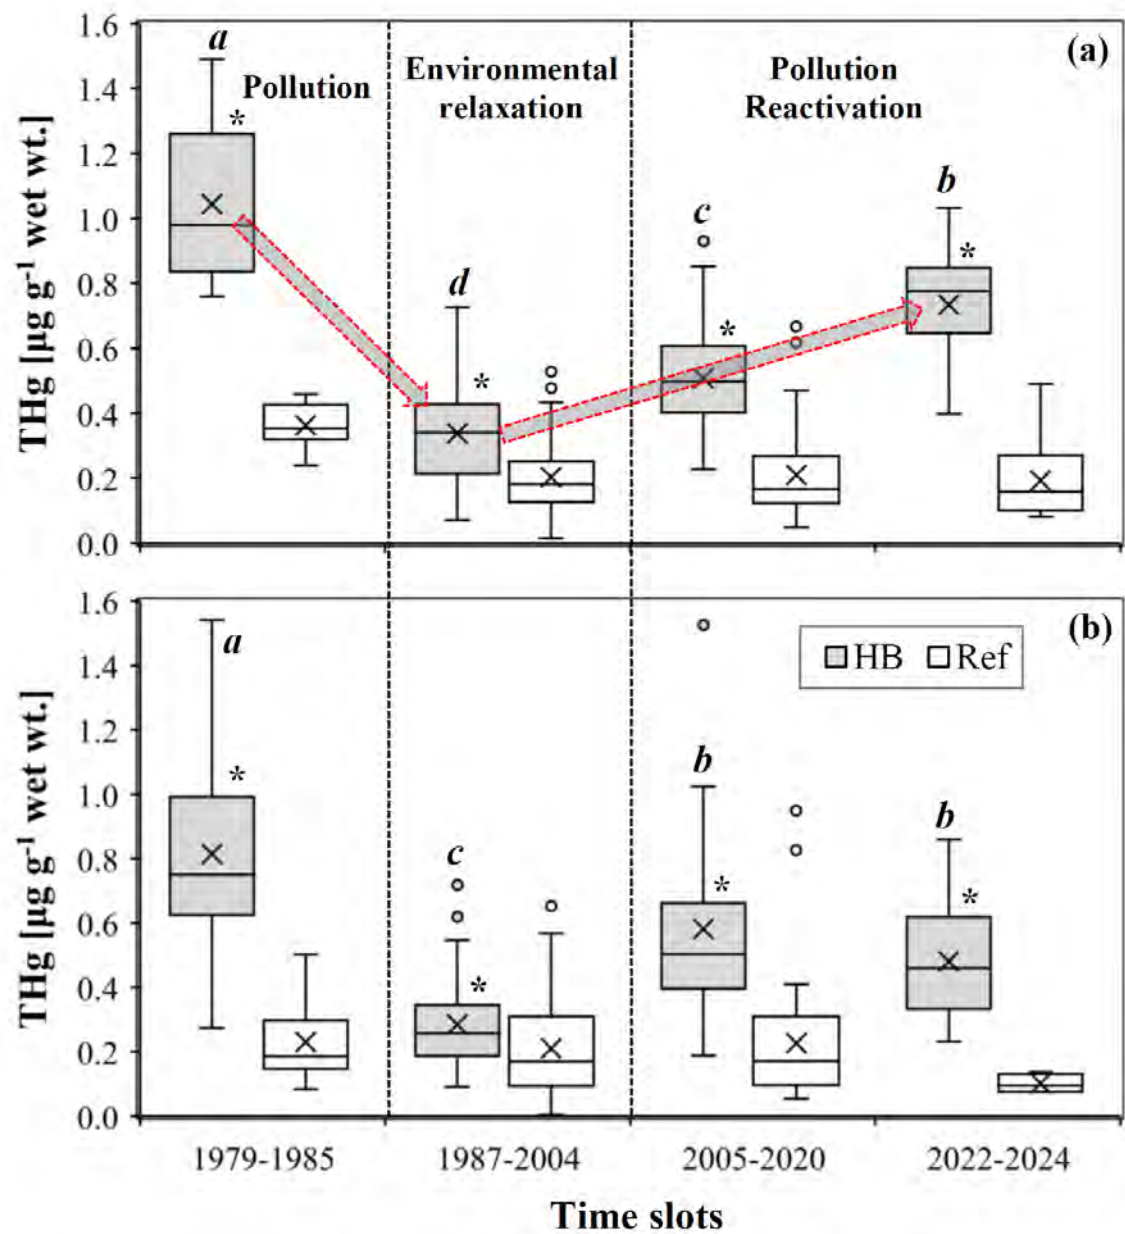 (a)
THg [µg g-1 wet wt.]
1.6
1.4
1.2
1.0
0.8
0.6
0.4
0.2
0.0
Pollution
Environmental
relaxation
Pollution
Reactivation
a
*
d
*
c
*
b
*
(b)
THg [µg g-1 wet wt.]
1.6
1.4
1.2
1.0
0.8
0.6
0.4
0.2
0.0
HB Ref
a
*
c
*
b
*
b
*
1979-1985 1987-2004 2005-2020 2022-2024
Time slots